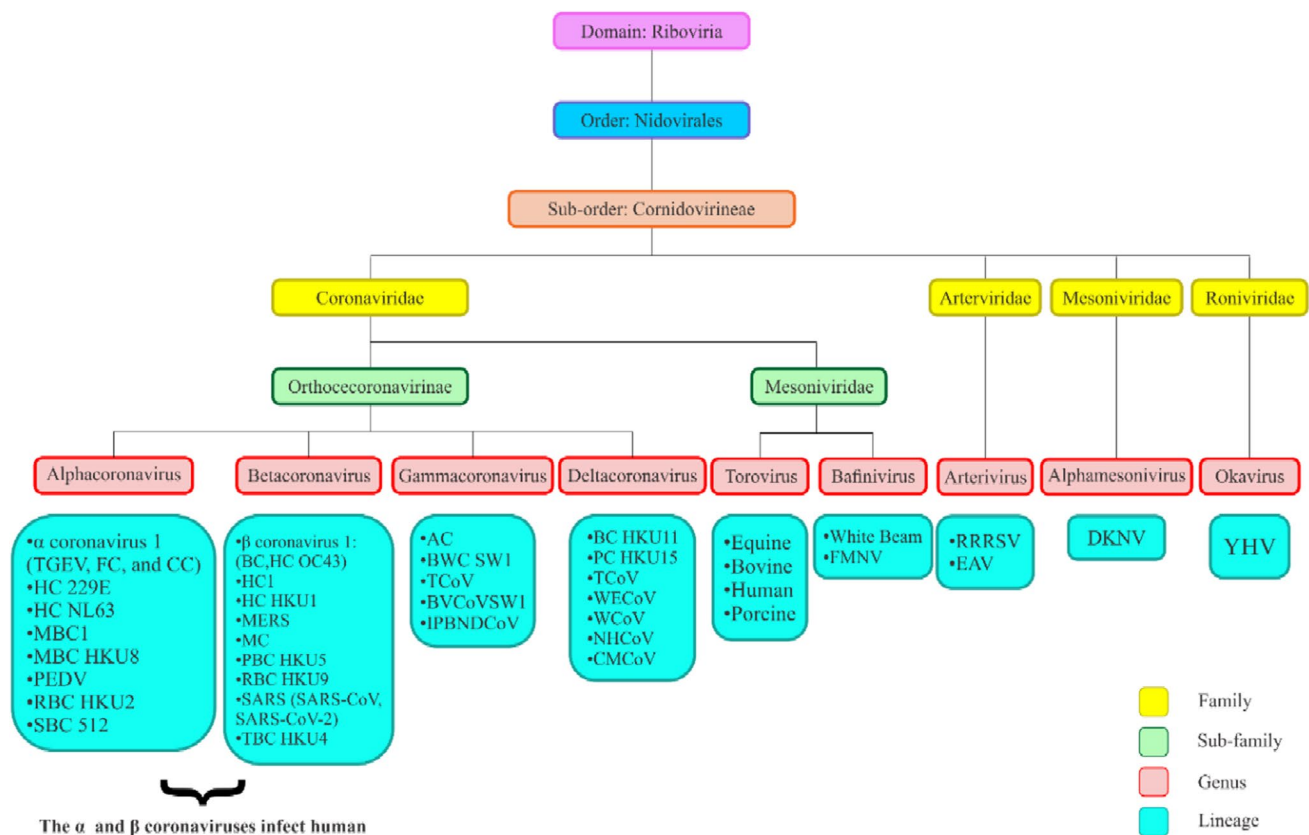 Domain: Riboviria
Order: Nidovirales
Sub-order: Cornidovirineae
Coronaviridae
Arterviridae
Mesoniviridae
Roniviridae
Orthocecoronavirinae
Mesoniviridae
Alphacoronavirus
Betacoronavirus
Gammacoronavirus
Deltacoronavirus
Torovirus
Bafinivirus
Arterivirus
Alphamesonivirus
Okavirus
•α coronavirus 1
(TGEV, FC, and CC)
•HC 229E
•HC NL63
•MBC1
•MBC HKU8
•PEDV
•RBC HKU2
•SBC 512
•β coronavirus 1:
(BC,HC OC43)
•HC1
•HC HKU1
•MERS
•MC
•PBC HKU5
•RBC HKU9
•SARS (SARS-CoV,
SARS-CoV-2)
•TBC HKU4
•AC
•BWC SW1
•TCoV
•BVCoVSW1
•IPBNDCoV
•BC HKU11
•PC HKU15
•TCoV
•WECoV
•WCoV
•NHCoV
•CMCoV
•Equine
•Bovine
•Human
•Porcine
•White Beam
•FMNV
•RRRSV
•EAV
DKNV
YHV
The α and β coronaviruses infect human
Family
Sub-family
Genus
Lineage